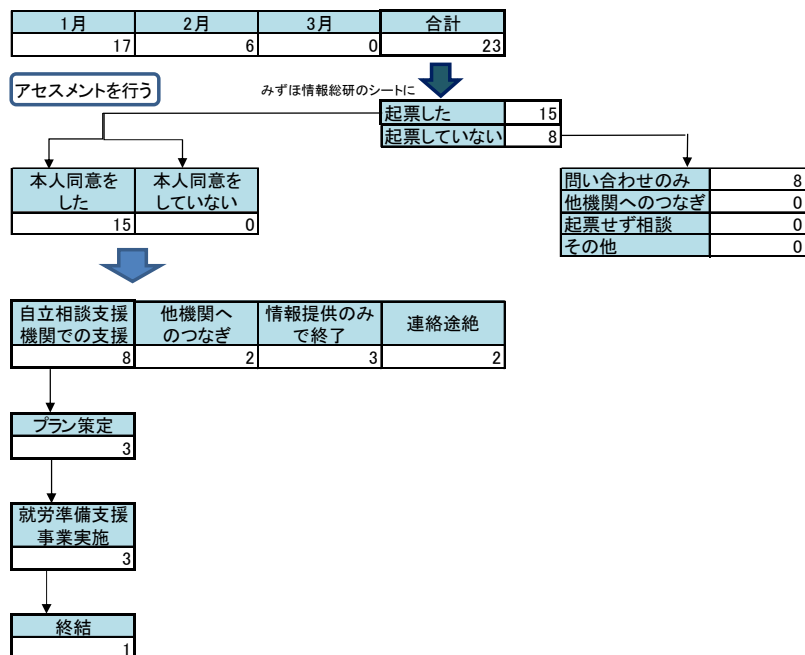 1月 2月 3月 合計
17 6 0 23
アセスメントを行う
みずほ情報総研のシートに
起票した 15
起票していない 8
本人同意を
した
本人同意を
していない
15 0
問い合わせのみ 8
他機関へのつなぎ 0
起票せず相談 0
その他 0
自立相談支援
機関での支援
他機関へ
のつなぎ
情報提供のみ
で終了
連絡途絶
8 2 3 2
プラン策定
3
就労準備支援
事業実施
3
終結
1